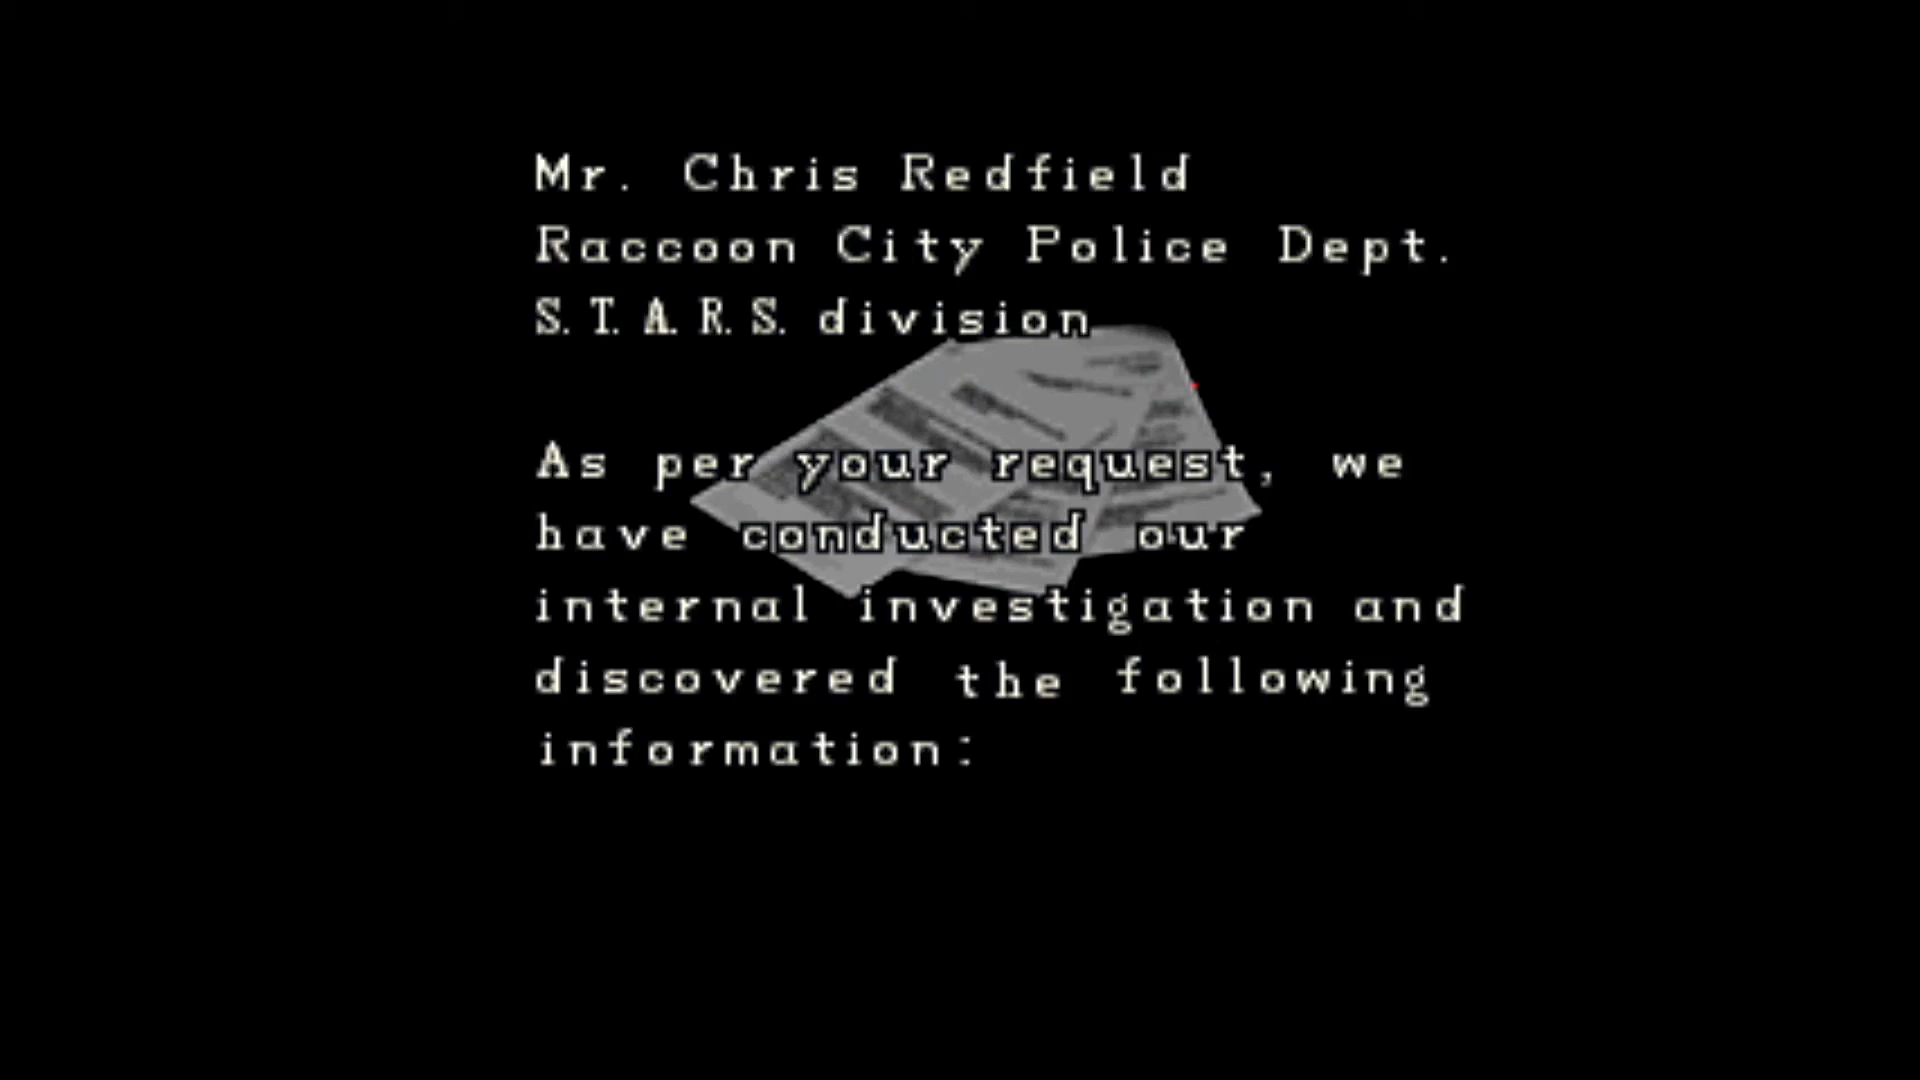 Mr. Chris Redfield
Raccoon City Police Dept.
S.T.A.R.S. division
As per your request, we
have conducted our
internal investigation and
discovered the following
information: